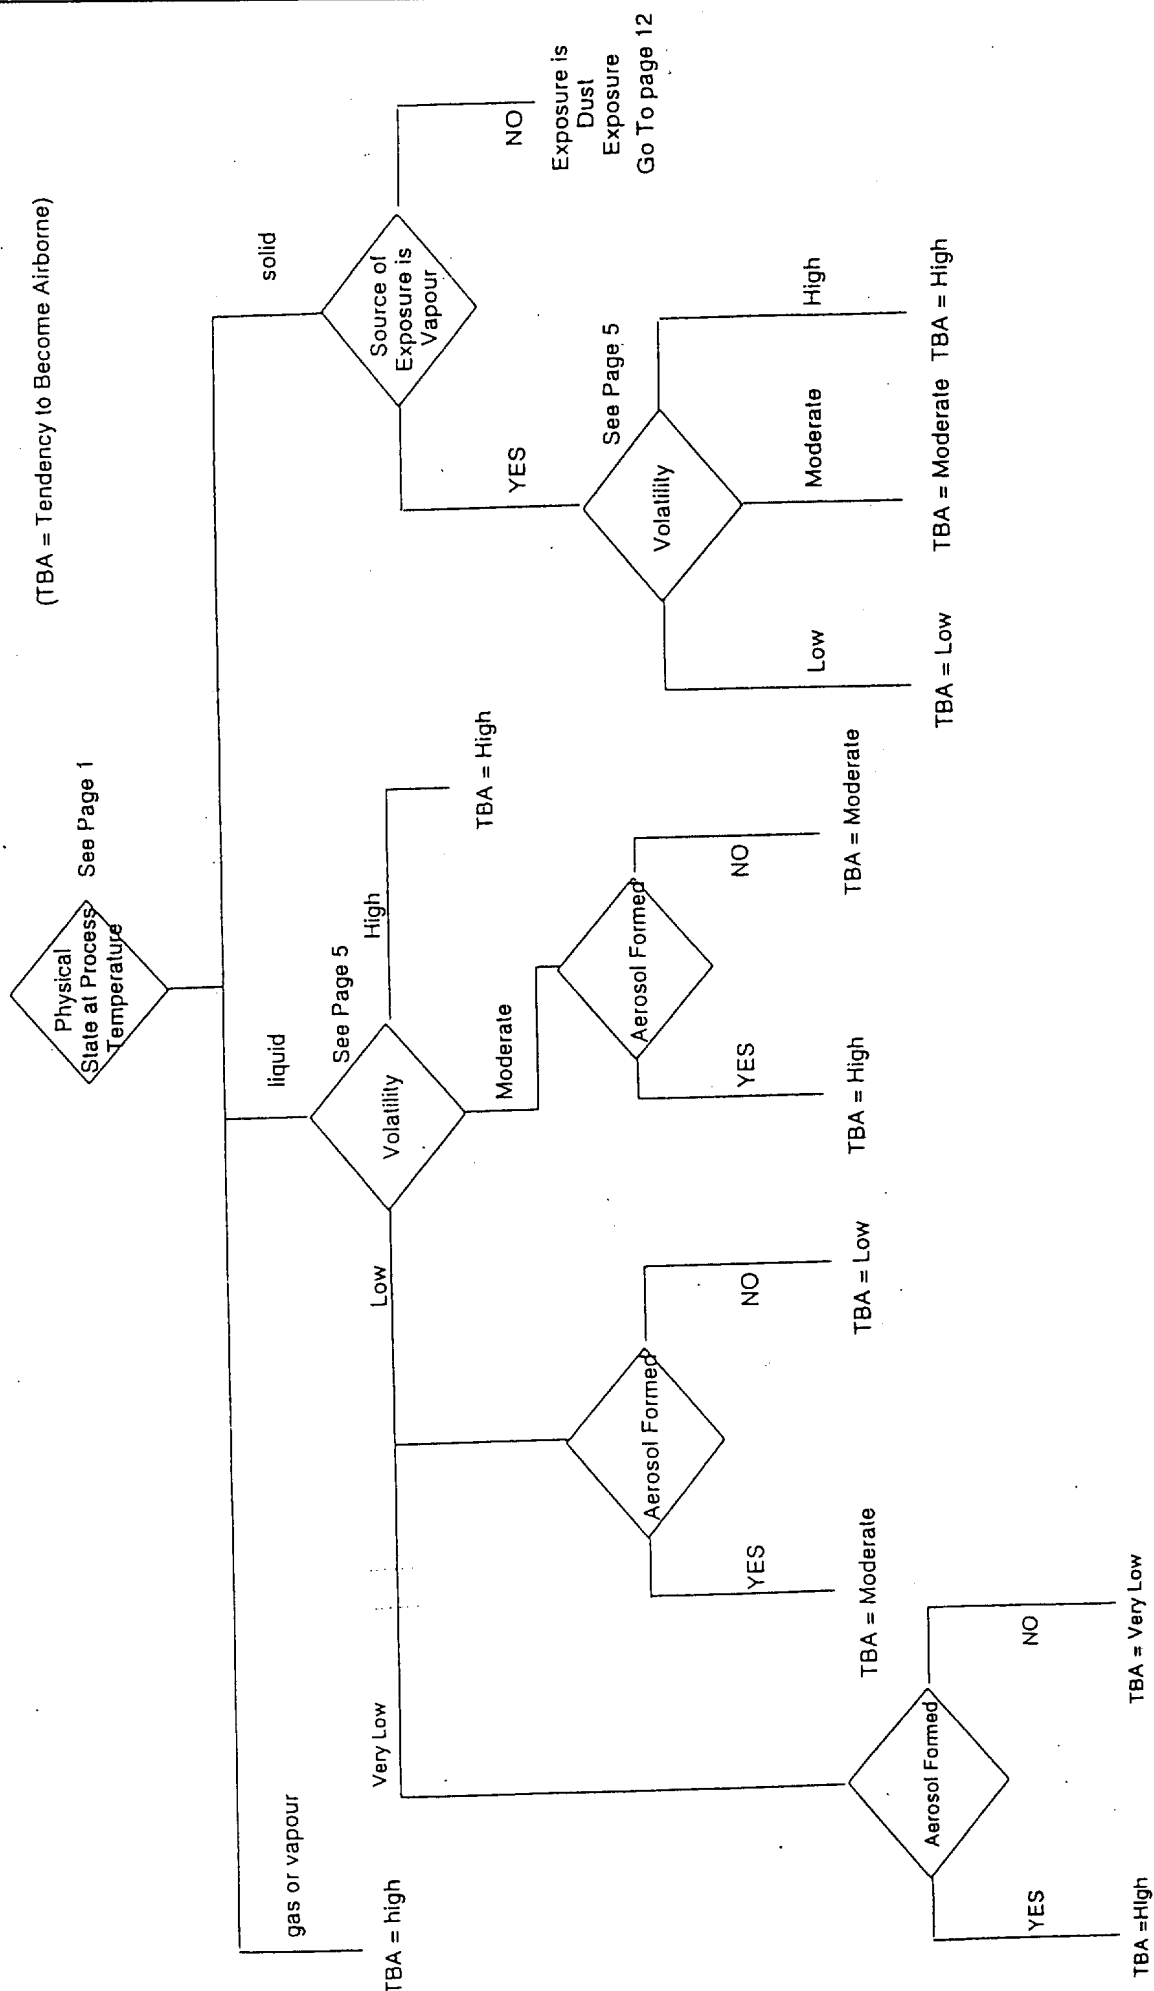 (TBA = Tendency to Become Airborne)
Physical
State at Process
Temperature
See Page 1
gas or vapour
TBA = high
liquid
See Page 5
Volatility
Very Low
Low
Moderate
High
TBA = High
solid
Source of
Exposure is
Vapour
YES
NO
Exposure is
Dust
Exposure
Go To page 12
See Page 5
Volatility
Low
Moderate
High
TBA = Low
TBA = Moderate
TBA = High
Aerosol Formed
YES
NO
TBA = High
TBA = Moderate
Aerosol Formed
YES
NO
TBA = Moderate
TBA = Low
Aerosol Formed
YES
NO
TBA =HIgh
TBA = Very Low